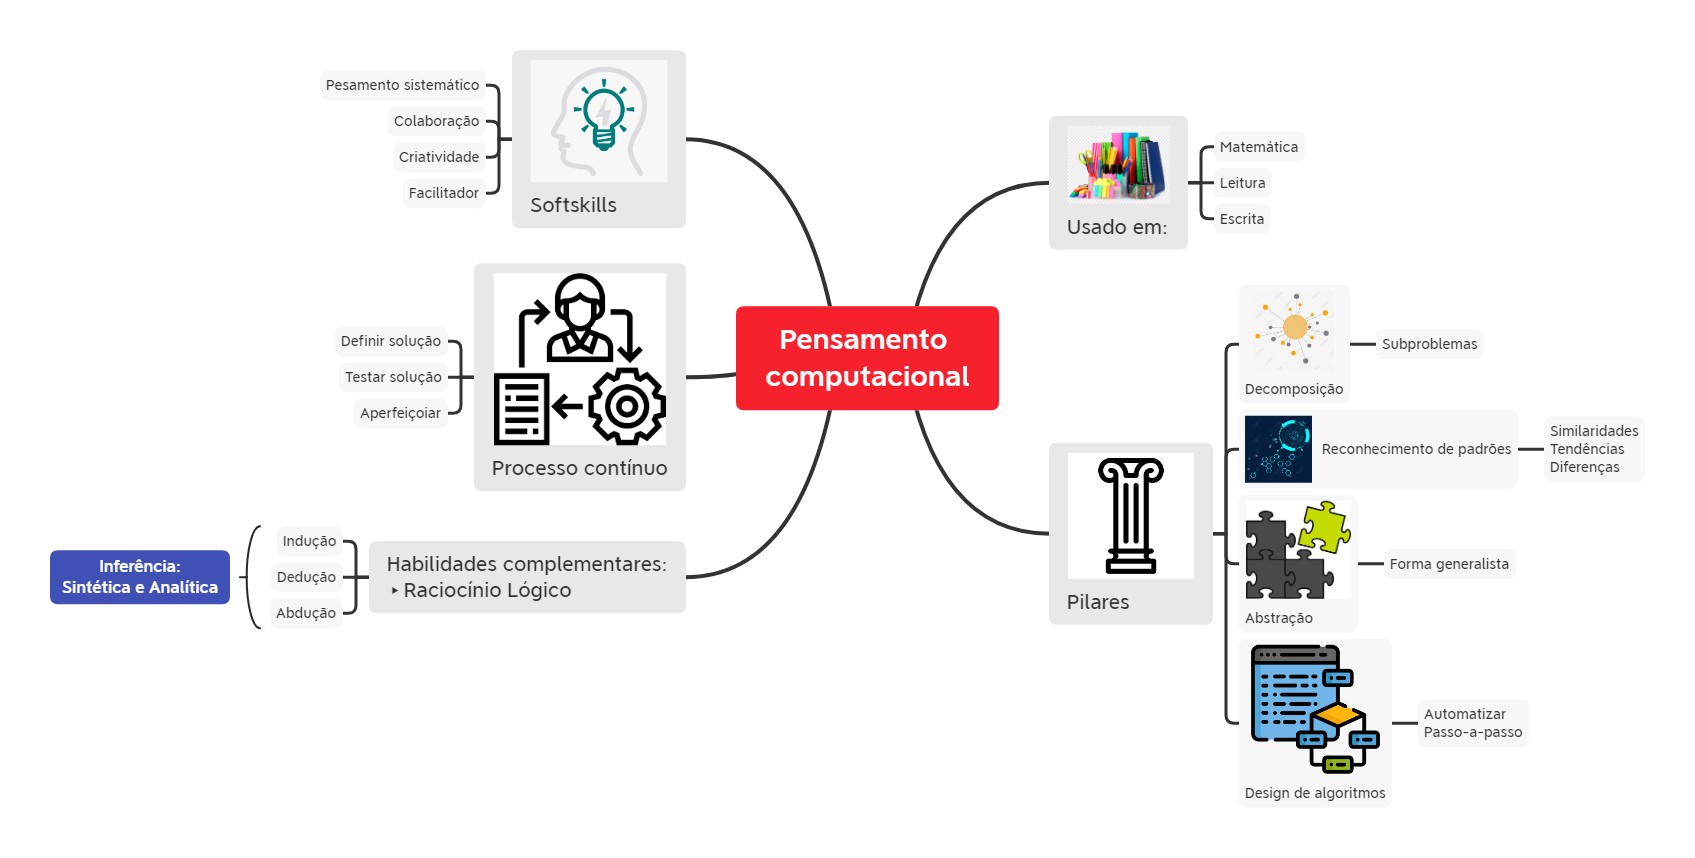 Pensamento
computacional
Softskills
Pesamento sistemático
Colaboração
Criatividade
Facilitador
Processo contínuo
Definir solução
Testar solução
Aperfeiçoiar
Habilidades complementares:
‣ Raciocínio Lógico
Indução
Dedução
Abdução
Inferência:
Sintética e Analítica
Usado em:
Matemática
Leitura
Escrita
Pilares
Decomposição
Subproblemas
Reconhecimento de padrões
Similaridades
Tendências
Diferenças
Abstração
Forma generalista
Design de algoritmos
Automatizar
Passo-a-passo